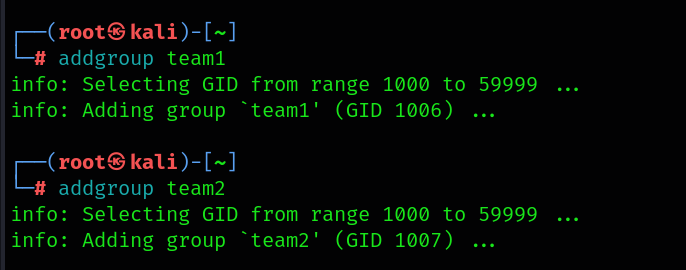 ┌──(root㉿kali)-[~]
└─# addgroup team1
info: Selecting GID from range 1000 to 59999 ...
info: Adding group `team1' (GID 1006) ...
┌──(root㉿kali)-[~]
└─# addgroup team2
info: Selecting GID from range 1000 to 59999 ...
info: Adding group `team2' (GID 1007) ...